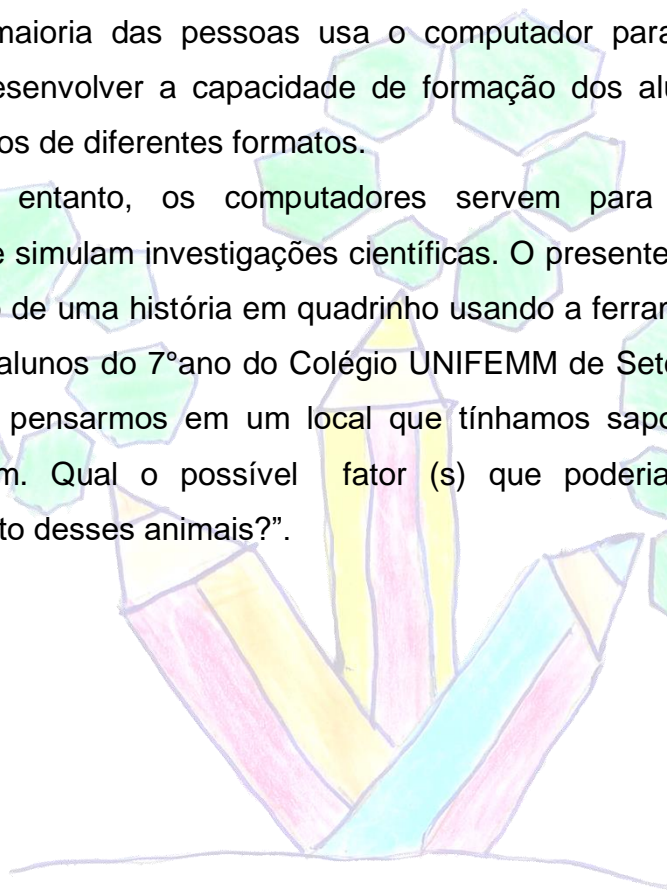 maioria das pessoas usa o computador para
esenvolver a capacidade de formação dos alu
os de diferentes formatos.
entanto, os computadores servem para
e simulam investigações científicas. O presente
o de uma história em quadrinho usando a ferrar
alunos do 7°ano do Colégio UNIFEMM de Sete
pensarmos em um local que tínhamos sapo
m. Qual o possível fator (s) que poderia
to desses animais?”.